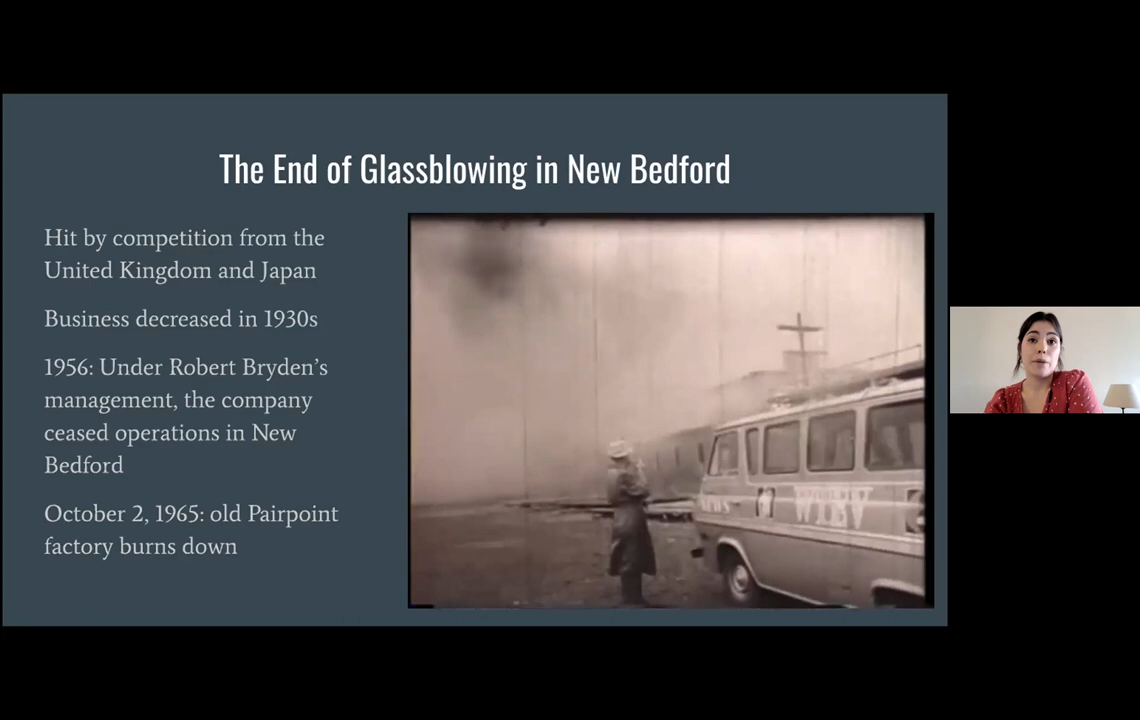 The End of Glassblowing in New Bedford
Hit by competition from the
United Kingdom and Japan
Business decreased in 1930s
1956: Under Robert Bryden’s
management, the company
ceased operations in New
Bedford
October 2, 1965: old Pairpoint
factory burns down
NEWS
WTEV